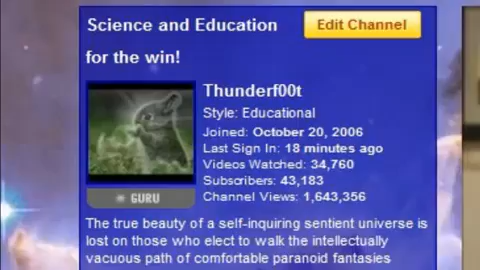 Science and Education
Edit Channel
for the win!
Thunderf00t
Style: Educational
Joined: October 20, 2006
Last Sign In: 18 minutes ago
Videos Watched: 34,760
Subscribers: 43,183
Channel Views: 1,643,356
GURU
The true beauty of a self-inquiring sentient universe is
lost on those who elect to walk the intellectually
vacuous path of comfortable paranoid fantasies